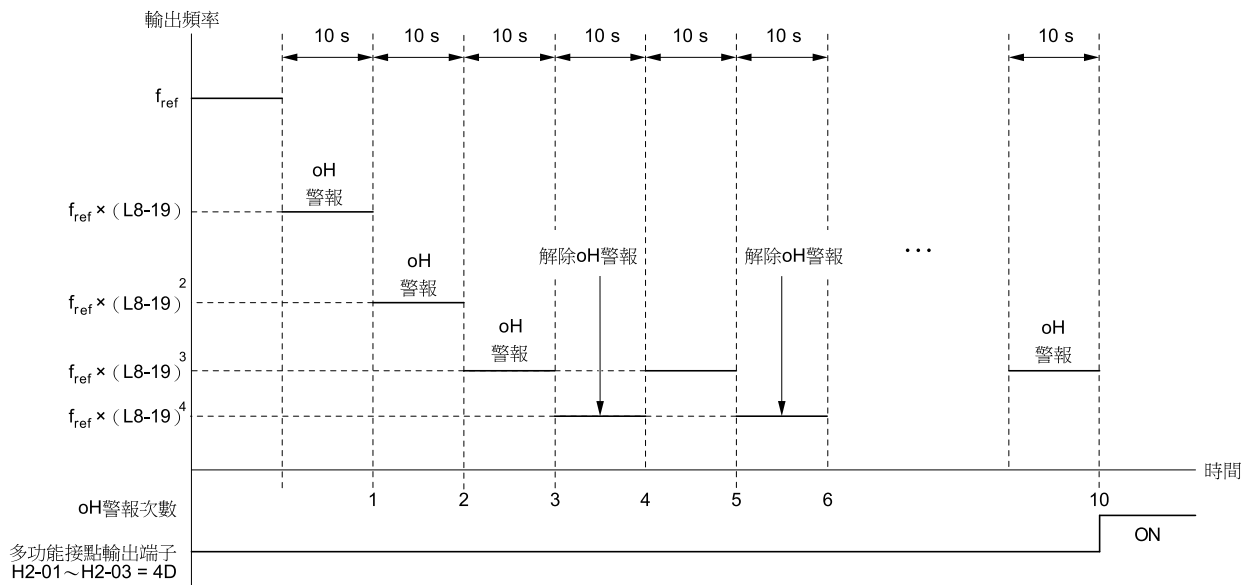 輸出頻率
10 s 10 s 10 s 10 s 10 s 10 s 10 s
fref
oH
警報
fref × （L8-19）
oH
警報
解除oH警報 解除oH警報 ...
fref × （L8-19）2
oH
警報
oH
警報
fref × （L8-19）3
fref × （L8-19）4
時間
oH警報次數 1 2 3 4 5 6 10
ON
多功能接點輸出端子
H2-01～H2-03 = 4D